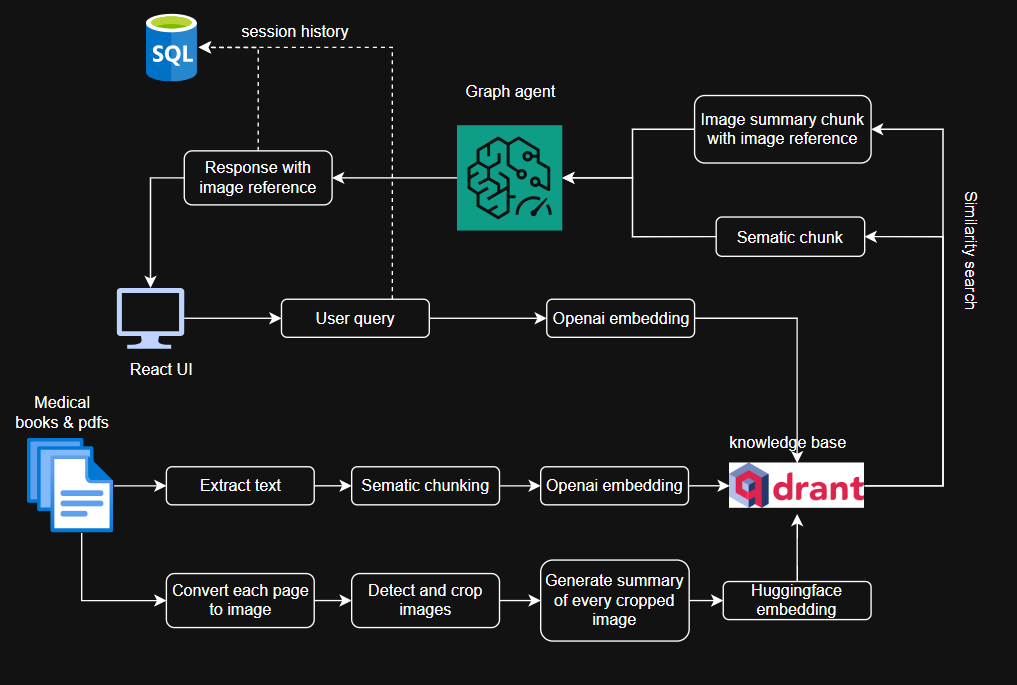 session history
SQL
Graph agent
Image summary chunk
with image reference
Response with
image reference
Similarity search
Sematic chunk
User query
Openai embedding
React UI
Medical
books & pdfs
knowledge base
Extract text
Sematic chunking
Openai embedding
drant
Convert each page
to image
Detect and crop
images
Generate summary
of every cropped
image
Huggingface
embedding